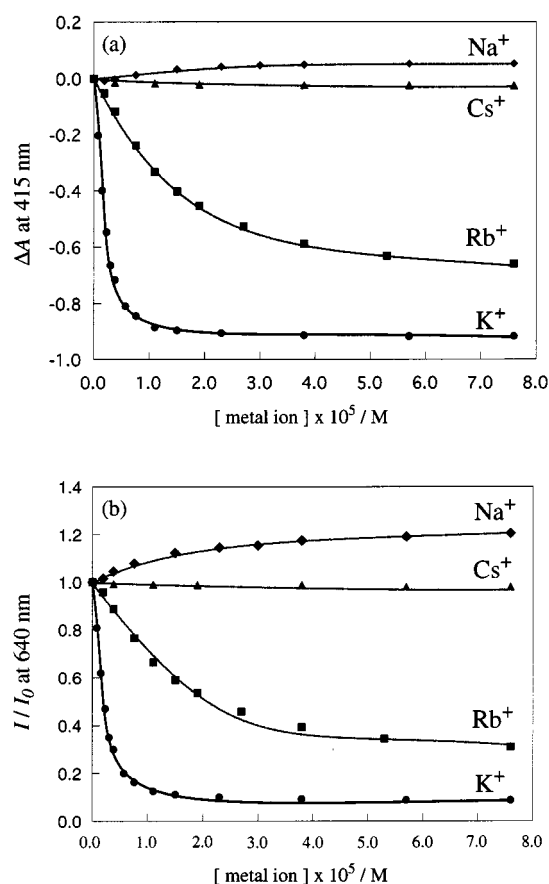 (a)
Na⁺
Cs⁺
Rb⁺
K⁺
ΔA at 415 nm
0.2
0.0
-0.2
-0.4
-0.6
-0.8
-1.0
0.0 1.0 2.0 3.0 4.0 5.0 6.0 7.0 8.0
[ metal ion ] x 10⁵ / M
(b)
Na⁺
Cs⁺
Rb⁺
K⁺
I / I₀ at 640 nm
1.4
1.2
1.0
0.8
0.6
0.4
0.2
0.0
0.0 1.0 2.0 3.0 4.0 5.0 6.0 7.0 8.0
[ metal ion ] x 10⁵ / M